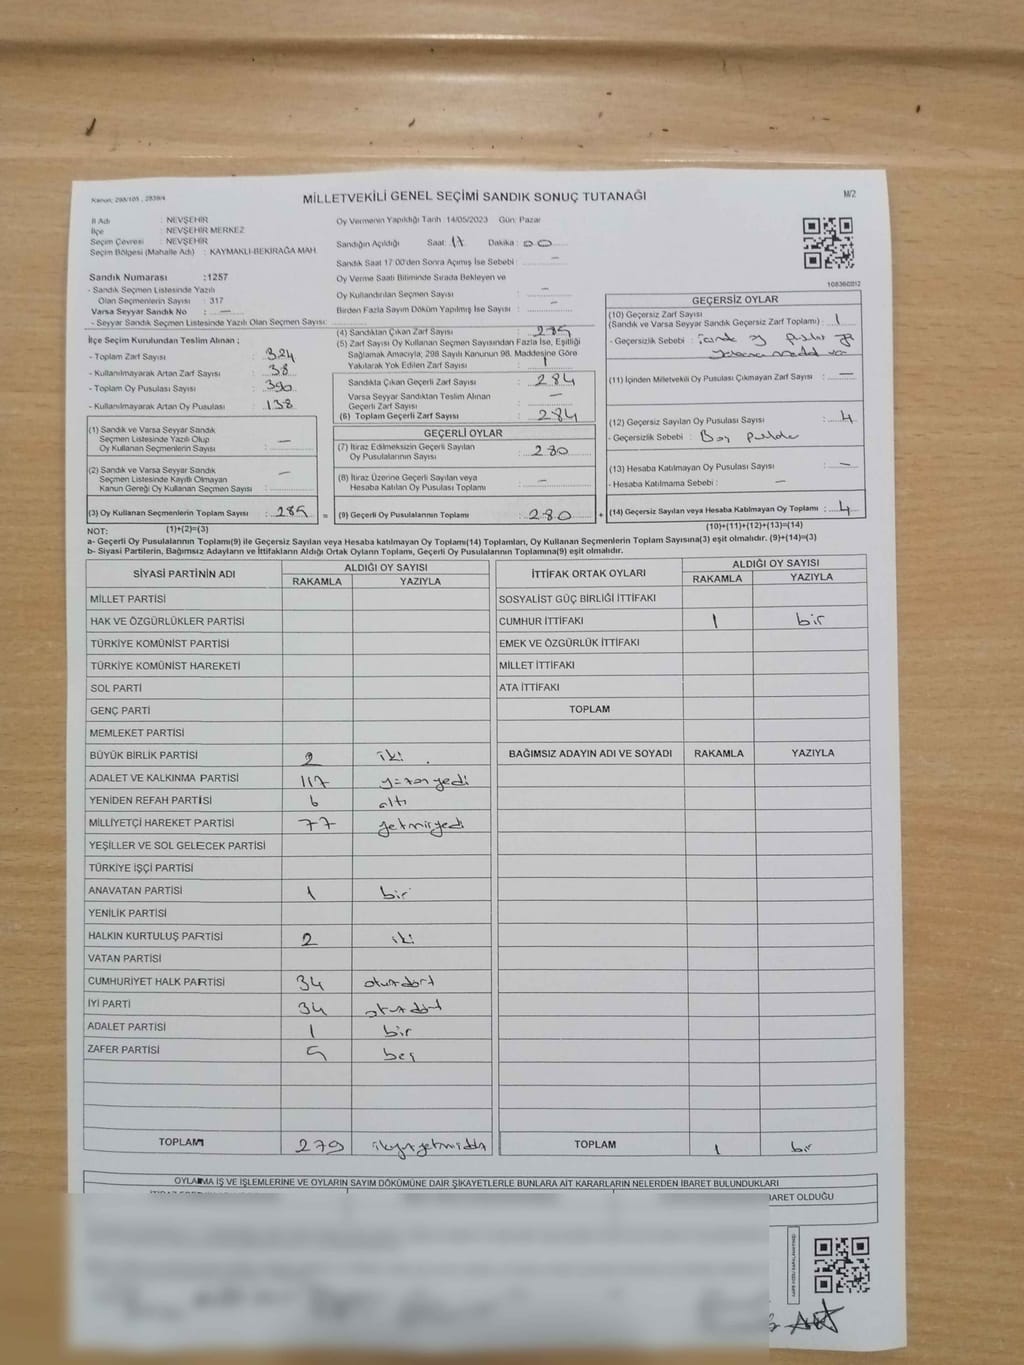 Kanun: 298/105 , 2839/4
MİLLETVEKİLİ GENEL SEÇİMİ SANDIK SONUÇ TUTANAĞI
M/2
İl Adı : NEVŞEHİR
İlçe : NEVŞEHİR MERKEZ
Seçim Çevresi : NEVŞEHİR
Seçim Bölgesi (Mahalle Adı) : KAYMAKLI-BEKİRAĞA MAH.
Oy Vermenin Yapıldığı Tarih :14/05/2023 Gün: Pazar
Sandığın Açıldığı Saat: 17 Dakika : 00
Sandık Saat 17:00'den Sonra Açımış İse Sebebi : —
Oy Verme Saati Bitiminde Sırada Bekleyen ve
Oy Kullandırılan Seçmen Sayısı : —
Birden Fazla Sayım Döküm Yapılmış İse Sayısı : —
Sandık Numarası :1257
- Sandık Seçmen Listesinde Yazılı
Olan Seçmenlerin Sayısı : 317
Varsa Seyyar Sandık No : —
- Seyyar Sandık Seçmen Listesinde Yazılı Olan Seçmen Sayısı:
İlçe Seçim Kurulundan Teslim Alınan ;
- Toplam Zarf Sayısı : 324
- Kullanılmayarak Artan Zarf Sayısı : 38
- Toplam Oy Pusulası Sayısı : 390
- Kullanılmayarak Artan Oy Pusulası : 138
(1) Sandık ve Varsa Seyyar Sandık
Seçmen Listesinde Yazılı Olup
Oy Kullanan Seçmenlerin Sayısı : —
(2) Sandık ve Varsa Seyyar Sandık
Seçmen Listesinde Kayıtlı Olmayan
Kanun Gereği Oy Kullanan Seçmen Sayısı : —
(3) Oy Kullanan Seçmenlerin Toplam Sayısı : 285 =
(1)+(2)=(3)
(4) Sandıktan Çıkan Zarf Sayısı : 285
(5) Zarf Sayısı Oy Kullanan Seçmen Sayısından Fazla İse, Eşitliği
Sağlamak Amacıyla, 298 Sayılı Kanunun 98. Maddesine Göre
Yakılarak Yok Edilen Zarf Sayısı : 1
Sandıkta Çıkan Geçerli Zarf Sayısı : 284
Varsa Seyyar Sandıktan Teslim Alınan
Geçerli Zarf Sayısı : —
(6) Toplam Geçerli Zarf Sayısı : 284
GEÇERLİ OYLAR
(7) İtiraz Edilmeksizin Geçerli Sayılan
Oy Pusulalarının Sayısı : 280
(8) İtiraz Üzerine Geçerli Sayılan veya
Hesaba Katılan Oy Pusulası Toplamı : —
(9) Geçerli Oy Pusulalarının Toplamı : 280 +
108360812
GEÇERSİZ OYLAR
(10) Geçersiz Zarf Sayısı
(Sandık ve Varsa Seyyar Sandık Geçersiz Zarf Toplamı) : 1
- Geçersizlik Sebebi : içinde oy
(11) İçinden Milletvekili Oy Pusulası Çıkmayan Zarf Sayısı : —
(12) Geçersiz Sayılan Oy Pusulası Sayısı : 4
- Geçersizlik Sebebi : Boş
(13) Hesaba Katılmayan Oy Pusulası Sayısı : —
- Hesaba Katılmama Sebebi : —
(14) Geçersiz Sayılan veya Hesaba Katılmayan Oy Toplamı : 4
(10)+(11)+(12)+(13)=(14)
NOT:
a- Geçerli Oy Pusulalarının Toplamı(9) ile Geçersiz Sayılan veya Hesaba Katılmayan Oy Toplamı(14) Toplamları, Oy Kullanan Seçmenlerin Toplam Sayısına(3) eşit olmalıdır. (9)+(14)=(3)
b- Siyasi Partilerin, Bağımsız Adayların ve İttifakların Aldığı Ortak Oyların Toplamı, Geçerli Oy Pusulalarının Toplamına(9) eşit olmalıdır.
SİYASİ PARTİNİN ADI ALDIĞI OY SAYISI
RAKAMLA YAZIYLA
MİLLET PARTİSİ
HAK VE ÖZGÜRLÜKLER PARTİSİ
TÜRKİYE KOMÜNİST PARTİSİ
TÜRKİYE KOMÜNİST HAREKETİ
SOL PARTİ
GENÇ PARTİ
MEMLEKET PARTİSİ
BÜYÜK BİRLİK PARTİSİ 2 iki
ADALET VE KALKINMA PARTİSİ 117 yüzonyedi
YENİDEN REFAH PARTİSİ 6 altı
MİLLİYETÇİ HAREKET PARTİSİ 77 yetmişyedi
YEŞİLLER VE SOL GELECEK PARTİSİ
TÜRKİYE İŞÇİ PARTİSİ
ANAVATAN PARTİSİ 1 bir
YENİLİK PARTİSİ
HALKIN KURTULUŞ PARTİSİ 2 iki
VATAN PARTİSİ
CUMHURİYET HALK PARTİSİ 34 otuzdört
İYİ PARTİ 34 otuzdört
ADALET PARTİSİ 1 bir
ZAFER PARTİSİ 5 beş
TOPLAM 279
İTTİFAK ORTAK OYLARI ALDIĞI OY SAYISI
RAKAMLA YAZIYLA
SOSYALİST GÜÇ BİRLİĞİ İTTİFAKI
CUMHUR İTTİFAKI 1 bir
EMEK VE ÖZGÜRLÜK İTTİFAKI
MİLLET İTTİFAKI
ATA İTTİFAKI
TOPLAM
BAĞIMSIZ ADAYIN ADI VE SOYADI RAKAMLA YAZIYLA
TOPLAM 1 bir
OYLAMA İŞ VE İŞLEMLERİNE VE OYLARIN SAYIM DÖKÜMÜNE DAİR ŞİKAYETLERLE BUNLARA AİT KARARLARIN NELERDEN İBARET BULUNDUKLARI
BARET OLDUĞU